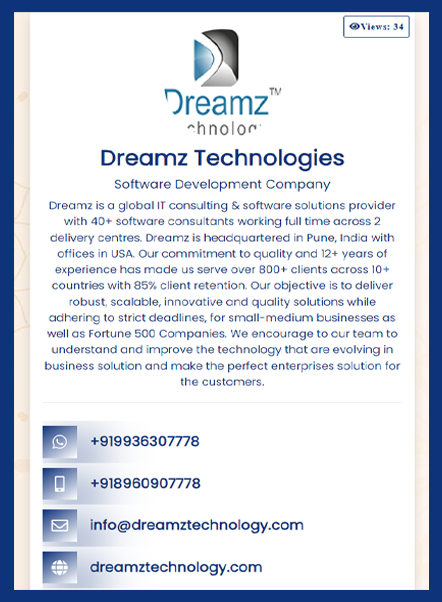 Views: 34
Dreamz™
chnolog
Dreamz Technologies
Software Development Company
Dreamz is a global IT consulting & software solutions provider
with 40+ software consultants working full time across 2
delivery centres. Dreamz is headquartered in Pune, India with
offices in USA. Our commitment to quality and 12+ years of
experience has made us serve over 800+ clients across 10+
countries with 85% client retention. Our objective is to deliver
robust, scalable, innovative and quality solutions while
adhering to strict deadlines, for small-medium businesses as
well as Fortune 500 Companies. We encourage to our team to
understand and improve the technology that are evolving in
business solution and make the perfect enterprises solution for
the customers.
+919936307778
+918960907778
info@dreamztechnology.com
dreamztechnology.com